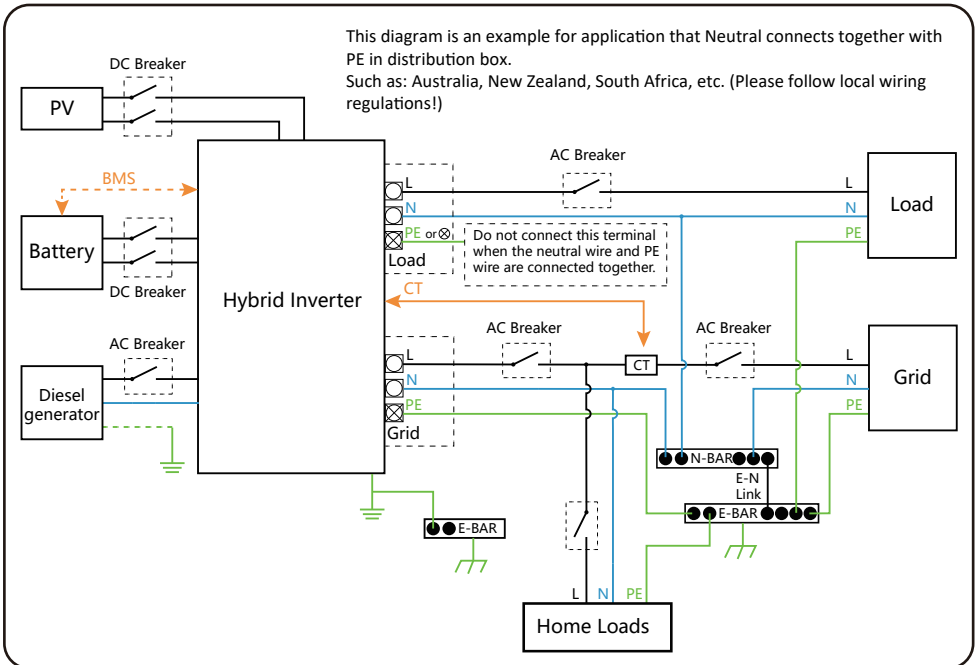 This diagram is an example for application that Neutral connects together with
PE in distribution box.
Such as: Australia, New Zealand, South Africa, etc. (Please follow local wiring
regulations!)
DC Breaker
PV
BMS
Battery
DC Breaker
AC Breaker
Diesel
generator
Hybrid Inverter
L
N
PE or
Load
Do not connect this terminal
when the neutral wire and PE
wire are connected together.
AC Breaker
L
N
PE
Load
CT
AC Breaker
CT
AC Breaker
L
N
PE
Grid
L
N
PE
Grid
N-BAR
E-N
Link
E-BAR
E-BAR
L N PE
Home Loads